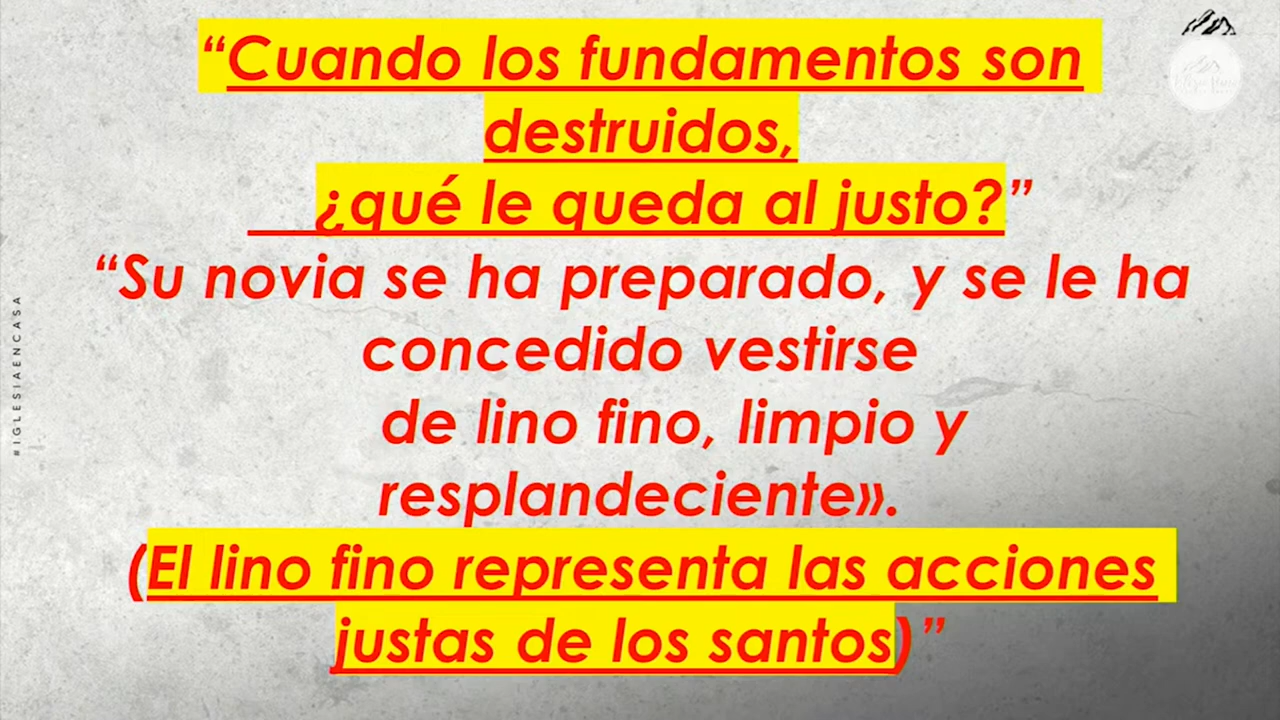 “Cuando los fundamentos son
destruidos,
¿qué le queda al justo?”
“Su novia se ha preparado, y se le ha
concedido vestirse
de lino fino, limpio y
resplandeciente».
(El lino fino representa las acciones
justas de los santos)”
#IGLESIAENCASA